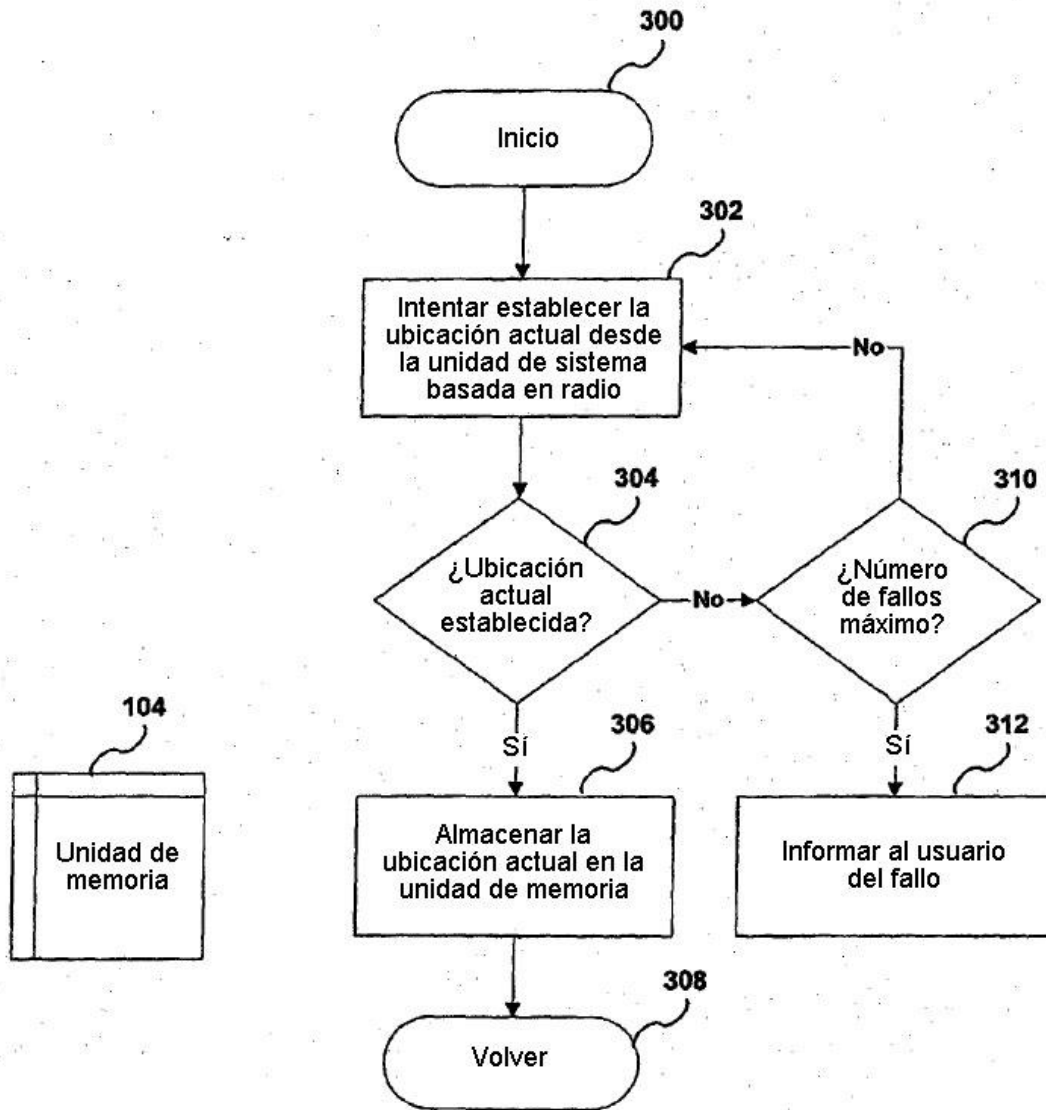 300
Inicio
302
Intentar establecer la
ubicación actual desde
la unidad de sistema
basada en radio
No
304
¿Ubicación
actual
establecida?
No
310
¿Número
de fallos
máximo?
Sí
Sí
104
Unidad de
memoria
306
Almacenar la
ubicación actual en la
unidad de memoria
312
Informar al usuario
del fallo
308
Volver